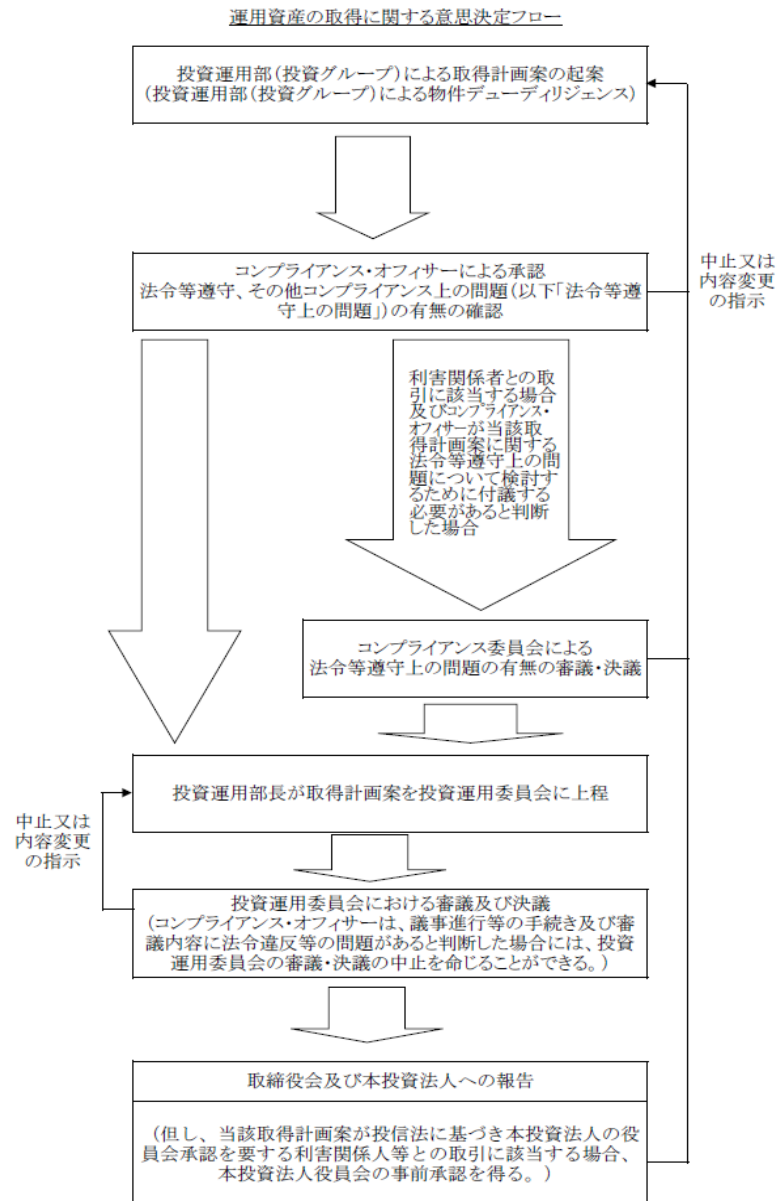 運用資産の取得に関する意思決定フロー
投資運用部(投資グループ)による取得計画案の起案
(投資運用部(投資グループ)による物件デューディリジェンス)
中止又は
内容変更
の指示
コンプライアンス・オフィサーによる承認
法令等遵守、その他コンプライアンス上の問題(以下「法令等遵
守上の問題」)の有無の確認
利害関係者との取
引に該当する場合
及びコンプライアンス・
オフィサーが当該取
得計画案に関する
法令等遵守上の問
題について検討す
るために付議する
必要があると判断
した場合
コンプライアンス委員会による
法令等遵守上の問題の有無の審議・決議
投資運用部長が取得計画案を投資運用委員会に上程
中止又は
内容変更
の指示
投資運用委員会における審議及び決議
(コンプライアンス・オフィサーは、議事進行等の手続き及び審
議内容に法令違反等の問題があると判断した場合には、投資
運用委員会の審議・決議の中止を命じることができる。)
取締役会及び本投資法人への報告
(但し、当該取得計画案が投信法に基づき本投資法人の役
員会承認を要する利害関係人等との取引に該当する場合、
本投資法人役員会の事前承認を得る。)